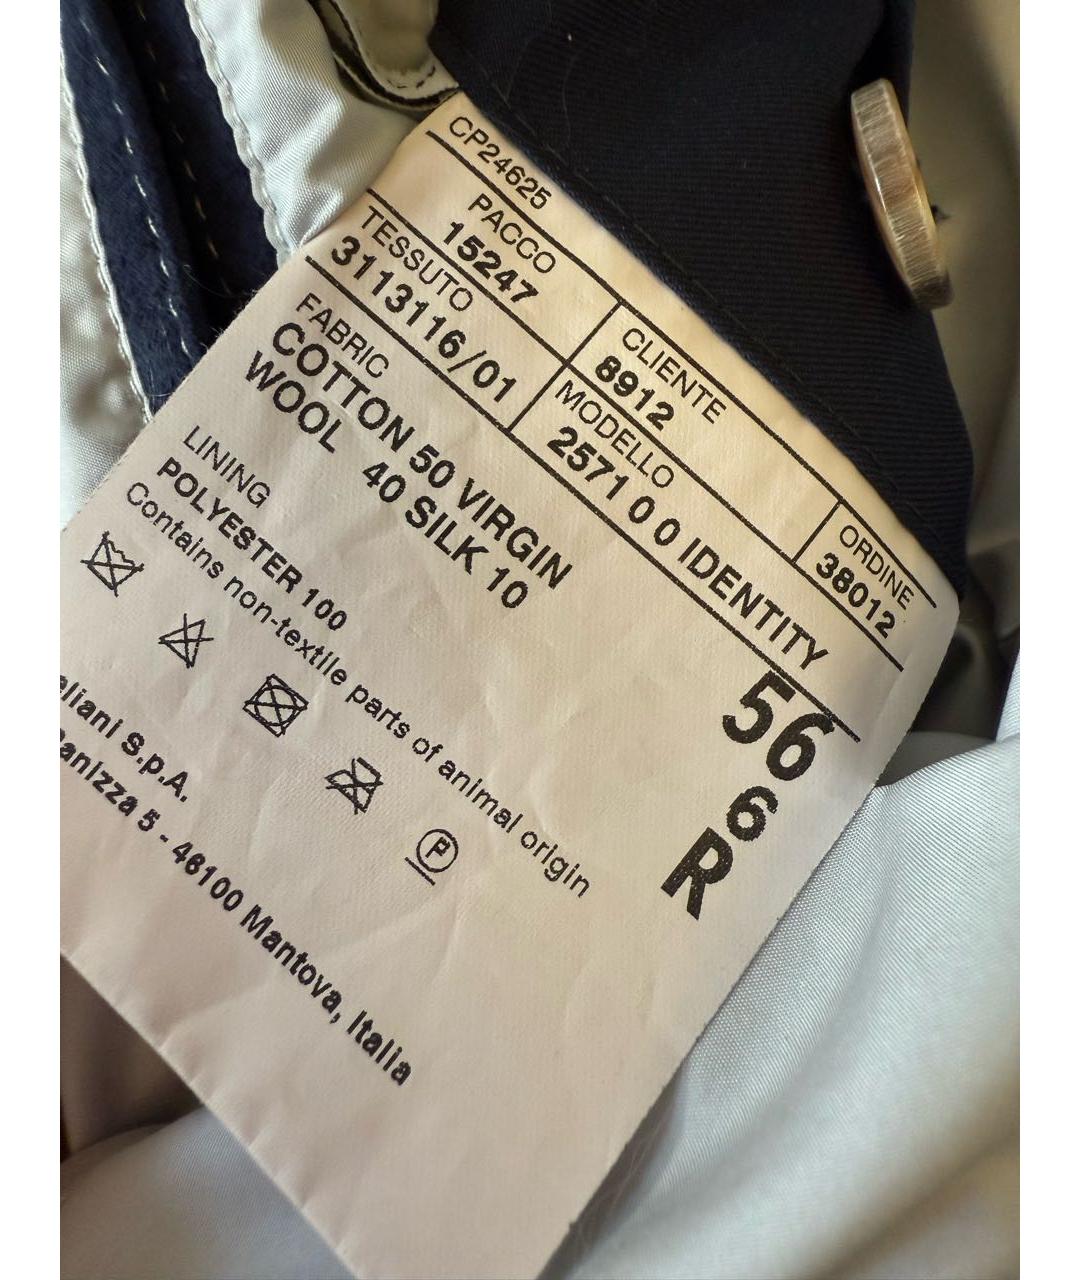 CP24625
PACCO
15247
CLIENTE
8912
ORDINE
38012
TESSUTO
3113116/01
MODELLO
2571 0 0 IDENTITY
FABRIC
COTTON 50 VIRGIN
WOOL 40 SILK 10
56
6
R
LINING
POLYESTER 100
Contains non-textile parts of animal origin
P
S.p.A.
5 - 46100 Mantova, Italia